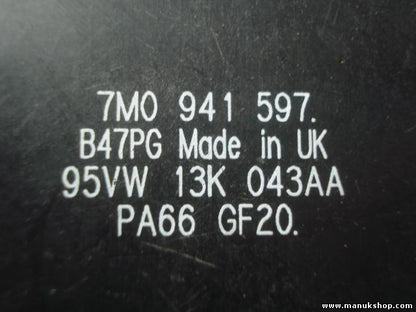 7M0 941 597.
B47PG Made in UK
95VW 13K 043AA
PA66 GF20.
www.manukshop.com